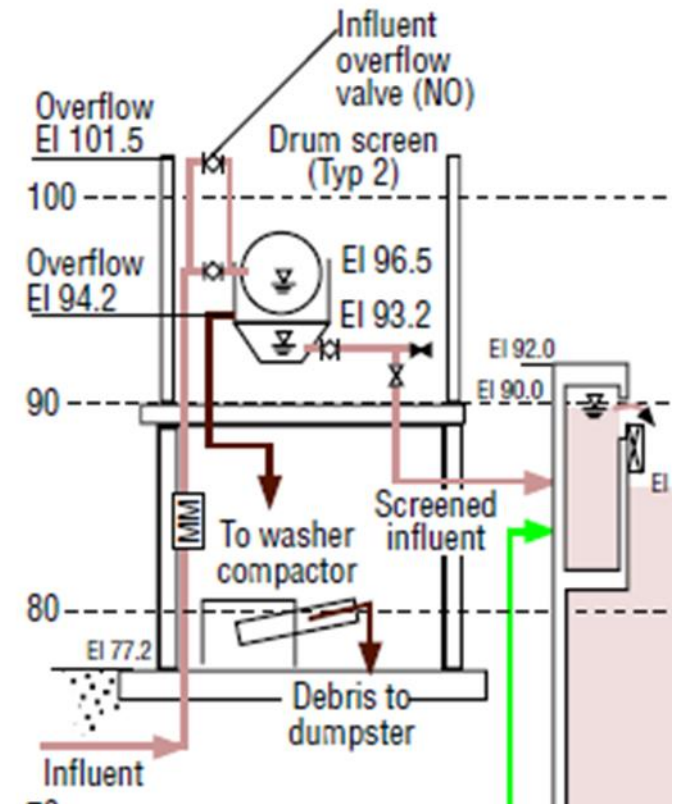 Influent
overflow
valve (NO)
Overflow
El 101.5
Drum screen
(Typ 2)
100
Overflow
El 94.2
El 96.5
El 93.2
El 92.0
El 90.0
90
El
MM
Screened
influent
To washer
compactor
80
El 77.2
Debris to
dumpster
Influent